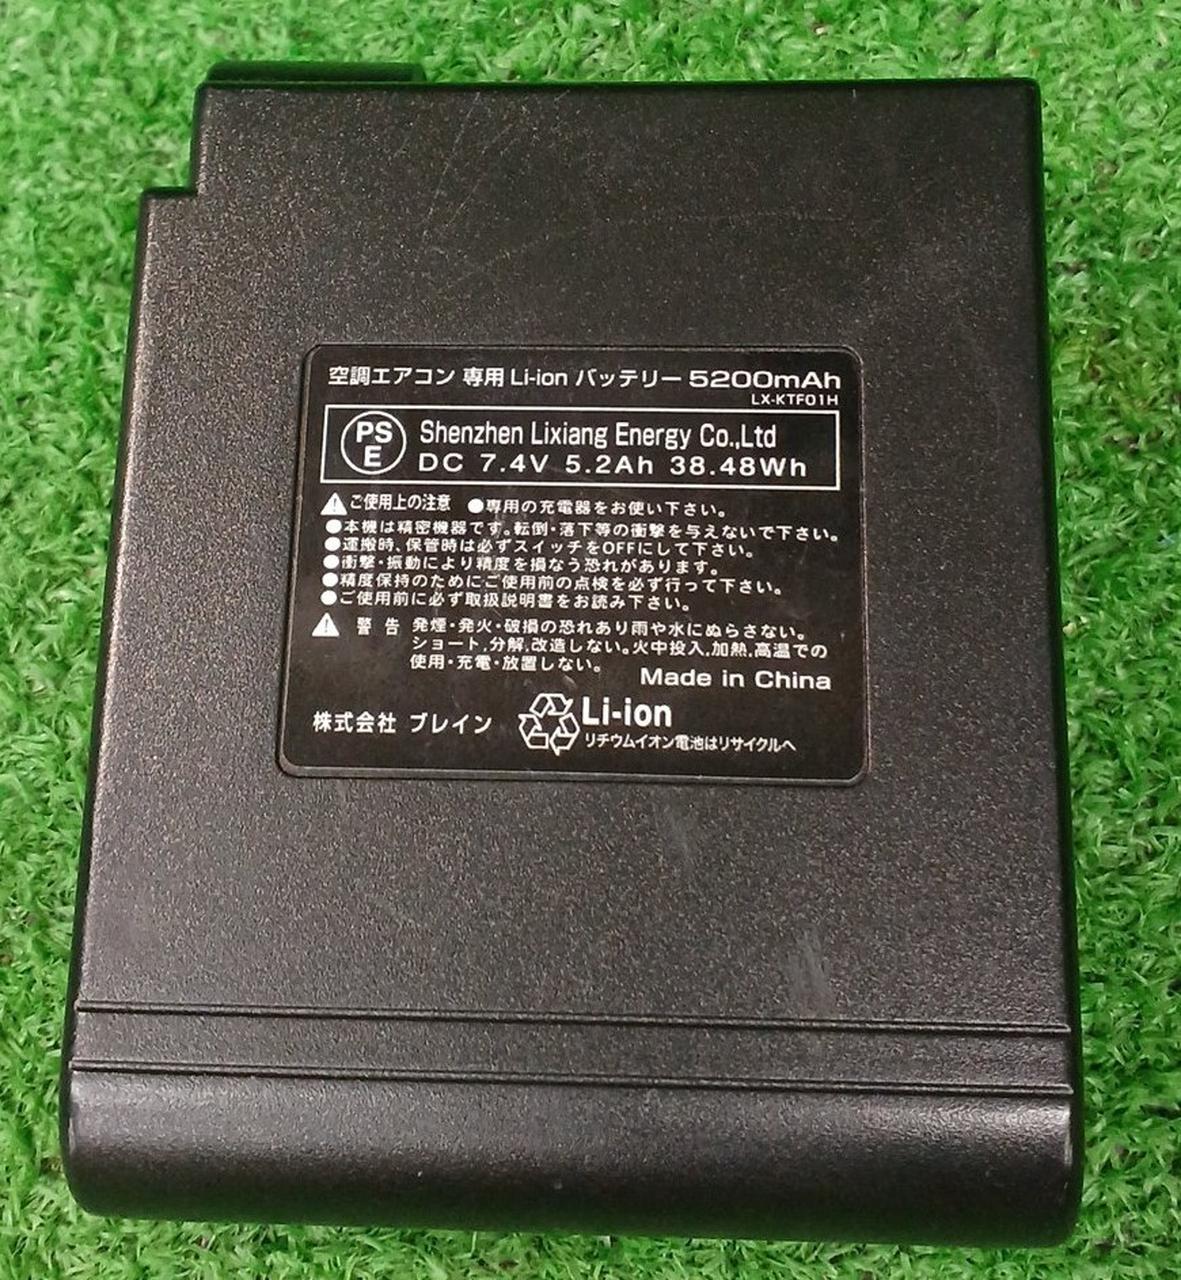 空調エアコン 専用 Li-ion バッテリー 5200mAh
LX-KTF01H
PS
E
Shenzhen Lixiang Energy Co.,Ltd
DC 7.4V 5.2Ah 38.48Wh
ご使用上の注意 ●専用の充電器をお使い下さい。
●本機は精密機器です。転倒・落下等の衝撃を与えないで下さい。
●運搬時、保管時は必ずスイッチをOFFにして下さい。
●衝撃・振動により精度を損なう恐れがあります。
●精度保持のためにご使用前の点検を必ず行って下さい。
●ご使用前に必ず取扱説明書をお読み下さい。
警告 発煙・発火・破損の恐れあり雨や水にぬらさない。
ショート,分解,改造しない。火中投入,加熱,高温での
使用・充電・放置しない。
Made in China
株式会社 ブレイン
Li-ion
リチウムイオン電池はリサイクルへ